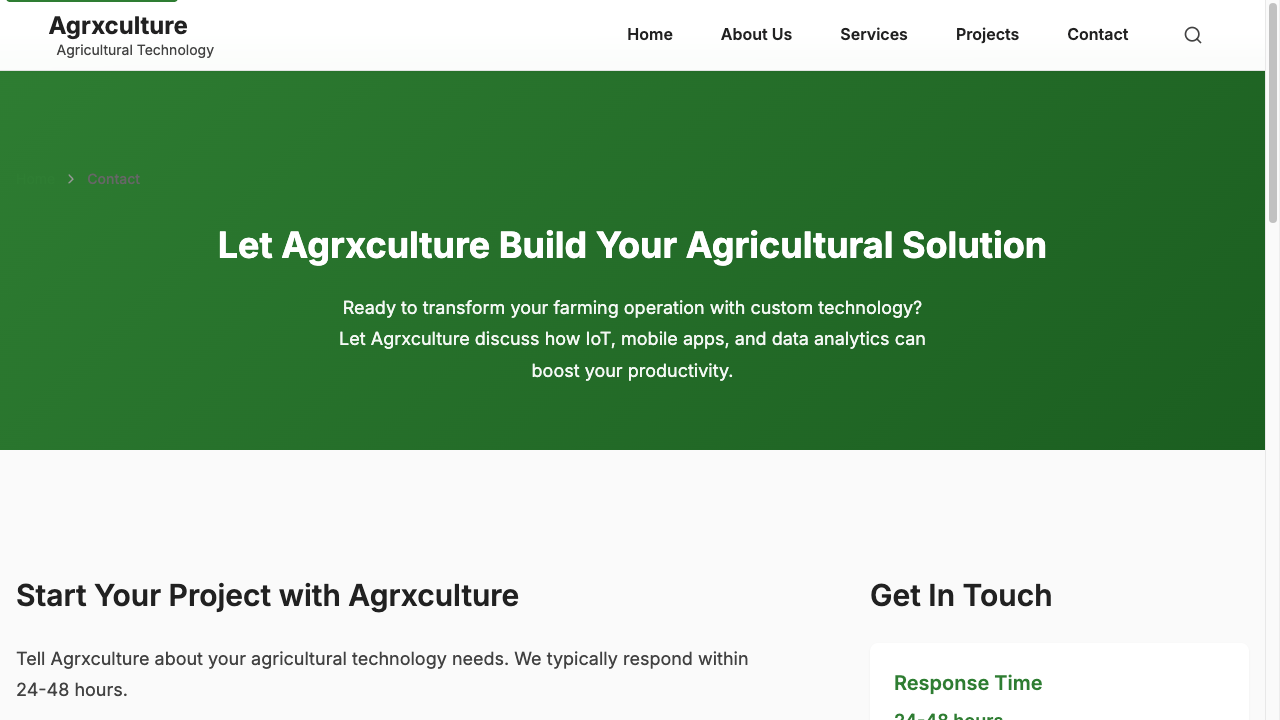 Agrxculture
Agricultural Technology
Home
About Us
Services
Projects
Contact
Contact
Let Agrxculture Build Your Agricultural Solution
Ready to transform your farming operation with custom technology?
Let Agrxculture discuss how IoT, mobile apps, and data analytics can
boost your productivity.
Start Your Project with Agrxculture
Tell Agrxculture about your agricultural technology needs. We typically respond within
24-48 hours.
Get In Touch
Response Time
24-48 hours